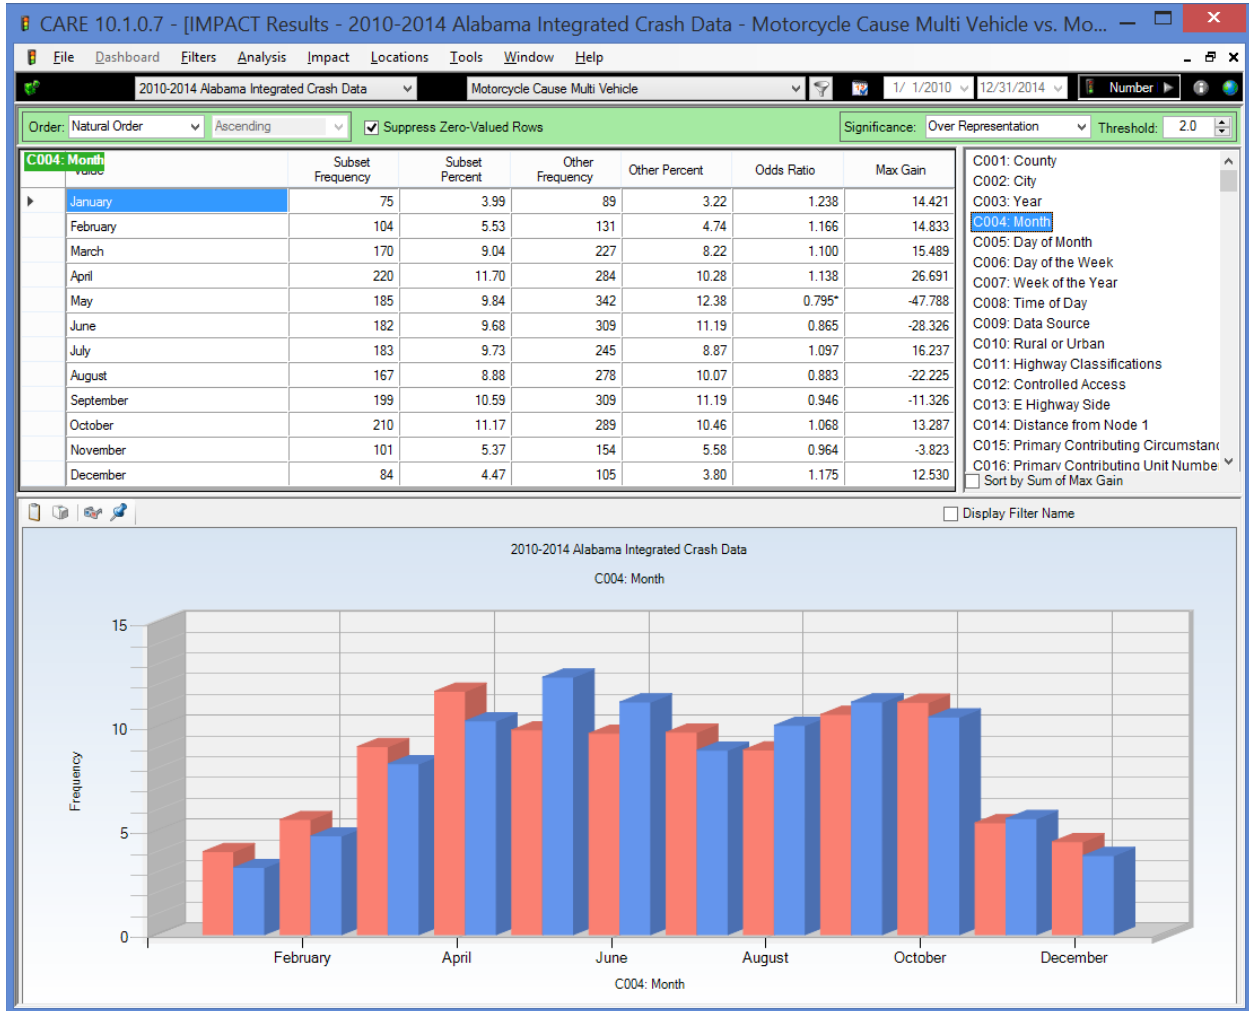 CARE 10.1.0.7 - [IMPACT Results - 2010-2014 Alabama Integrated Crash Data - Motorcycle Cause Multi Vehicle vs. Mo...
File Dashboard Filters Analysis Impact Locations Tools Window Help
2010-2014 Alabama Integrated Crash Data Motorcycle Cause Multi Vehicle 1/ 1/2010 12/31/2014 Number
Order: Natural Order Ascending Suppress Zero-Valued Rows Significance: Over Representation Threshold: 2.0
C004: Month
Value Subset Frequency Subset Percent Other Frequency Other Percent Odds Ratio Max Gain
January 75 3.99 89 3.22 1.238 14.421
February 104 5.53 131 4.74 1.166 14.833
March 170 9.04 227 8.22 1.100 15.489
April 220 11.70 284 10.28 1.138 26.691
May 185 9.84 342 12.38 0.795* -47.788
June 182 9.68 309 11.19 0.865 -28.326
July 183 9.73 245 8.87 1.097 16.237
August 167 8.88 278 10.07 0.883 -22.225
September 199 10.59 309 11.19 0.946 -11.326
October 210 11.17 289 10.46 1.068 13.287
November 101 5.37 154 5.58 0.964 -3.823
December 84 4.47 105 3.80 1.175 12.530
C001: County
C002: City
C003: Year
C004: Month
C005: Day of Month
C006: Day of the Week
C007: Week of the Year
C008: Time of Day
C009: Data Source
C010: Rural or Urban
C011: Highway Classifications
C012: Controlled Access
C013: E Highway Side
C014: Distance from Node 1
C015: Primary Contributing Circumstanc
C016: Primary Contributing Unit Numbe
Sort by Sum of Max Gain
Display Filter Name
2010-2014 Alabama Integrated Crash Data
C004: Month
15
10
5
0
Frequency
February April June August October December
C004: Month